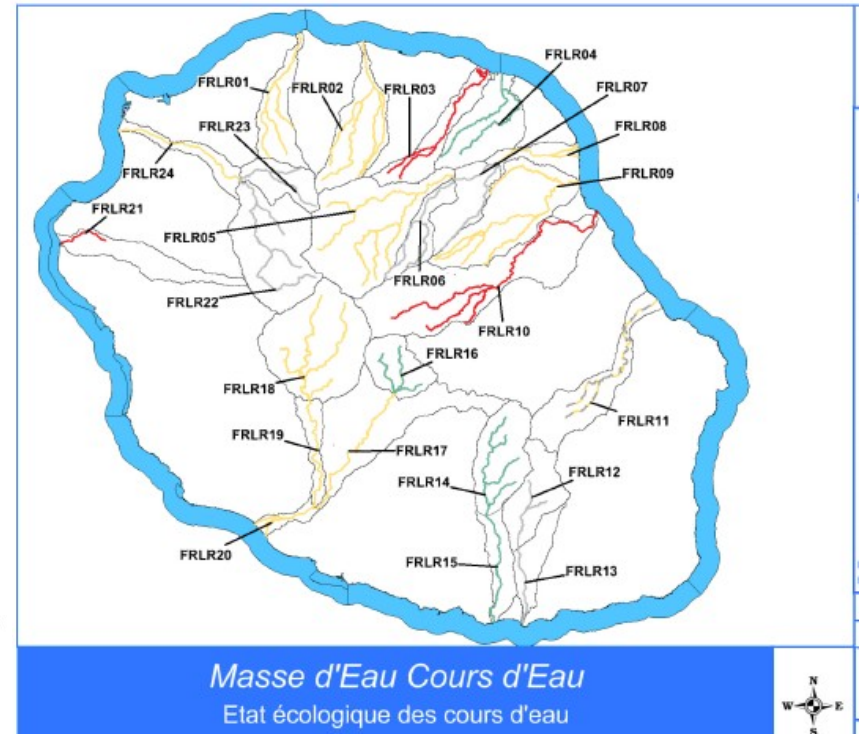 FRLR04
FRLR01
FRLR02
FRLR03
FRLR07
FRLR08
FRLR23
FRLR24
FRLR09
FRLR21
FRLR05
FRLR06
FRLR22
FRLR10
FRLR16
FRLR18
FRLR11
FRLR19
FRLR17
FRLR12
FRLR14
FRLR20
FRLR15
FRLR13
Masse d'Eau Cours d'Eau
Etat écologique des cours d'eau
N
W E
S